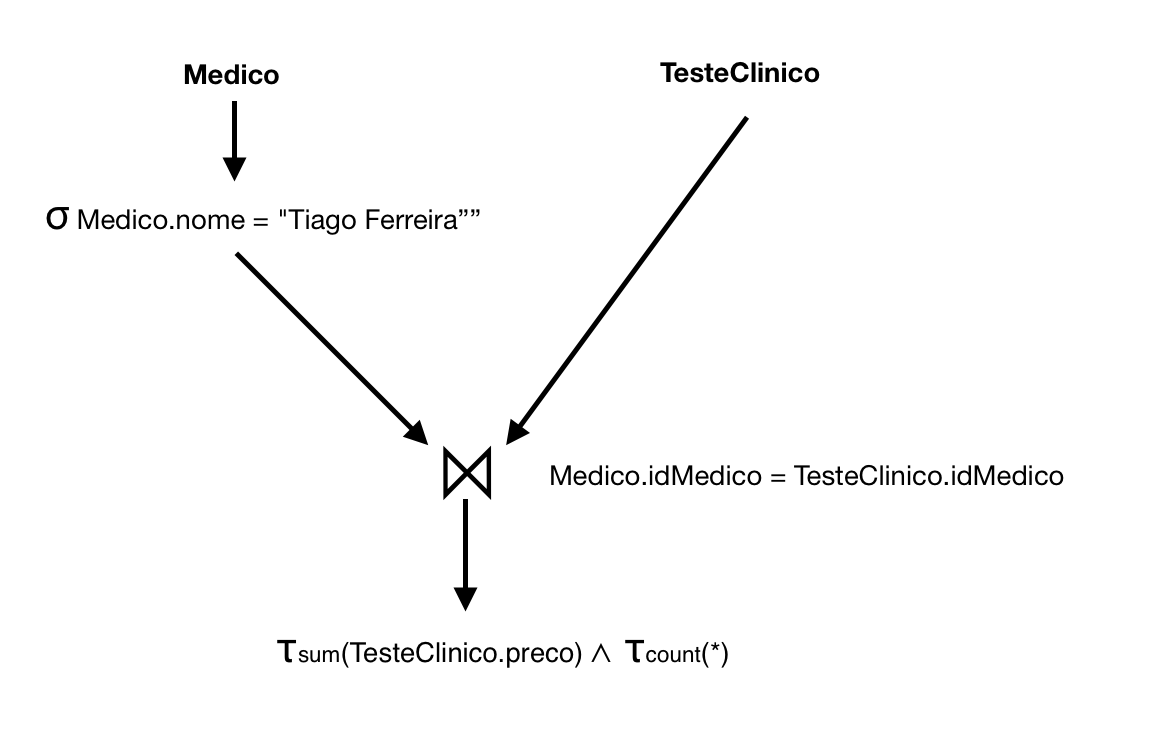 Medico
TesteClinico
σ Medico.nome = "Tiago Ferreira””
⋈ Medico.idMedico = TesteClinico.idMedico
τsum(TesteClinico.preco) ∧ τcount(*)